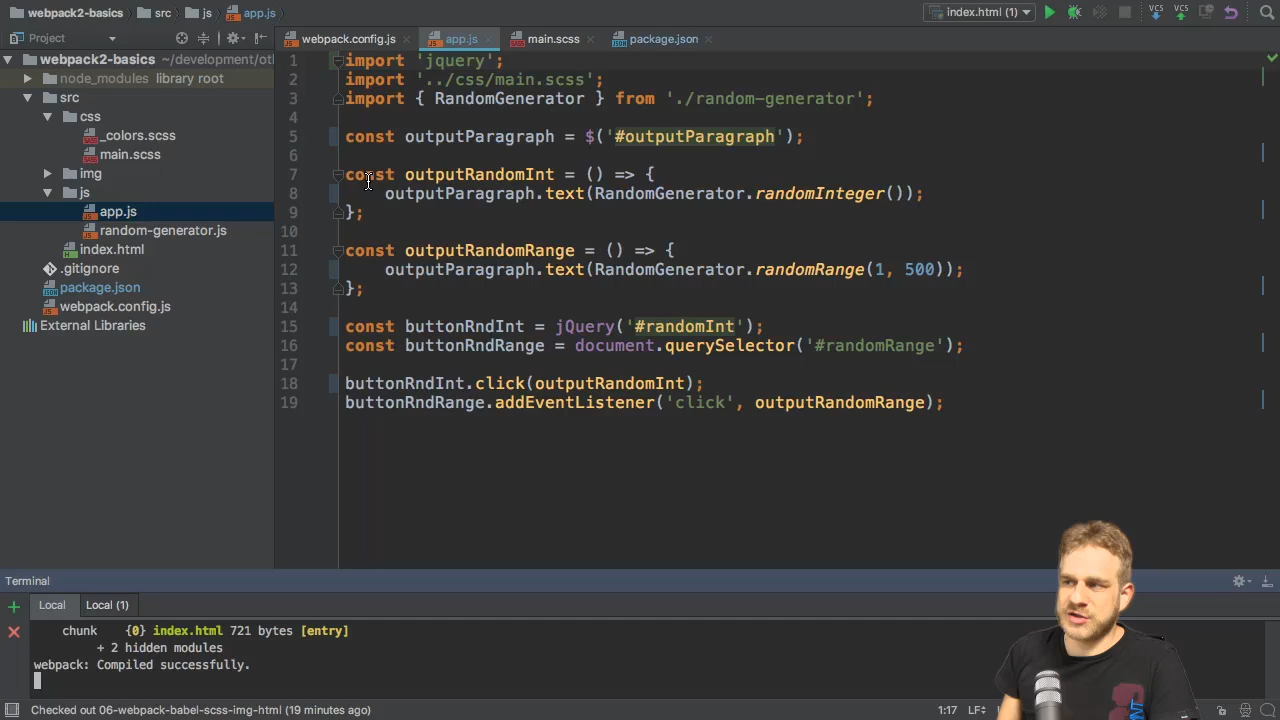 webpack2-basics
src
js
app.js
index.html (1)
VCS
VCS
Project
webpack.config.js
app.js
main.scss
package.json
webpack2-basics ~/development/ot
node_modules library root
src
css
_colors.scss
main.scss
img
js
app.js
random-generator.js
index.html
.gitignore
package.json
webpack.config.js
External Libraries
1 import 'jquery';
2 import '../css/main.scss';
3 import { RandomGenerator } from './random-generator';
4
5 const outputParagraph = $('#outputParagraph');
6
7 const outputRandomInt = () => {
8 outputParagraph.text(RandomGenerator.randomInteger());
9 };
10
11 const outputRandomRange = () => {
12 outputParagraph.text(RandomGenerator.randomRange(1, 500));
13 };
14
15 const buttonRndInt = jQuery('#randomInt');
16 const buttonRndRange = document.querySelector('#randomRange');
17
18 buttonRndInt.click(outputRandomInt);
19 buttonRndRange.addEventListener('click', outputRandomRange);
Terminal
Local
Local (1)
chunk {0} index.html 721 bytes [entry]
+ 2 hidden modules
webpack: Compiled successfully.
Checked out 06-webpack-babel-scss-img-html (19 minutes ago)
1:17
LF